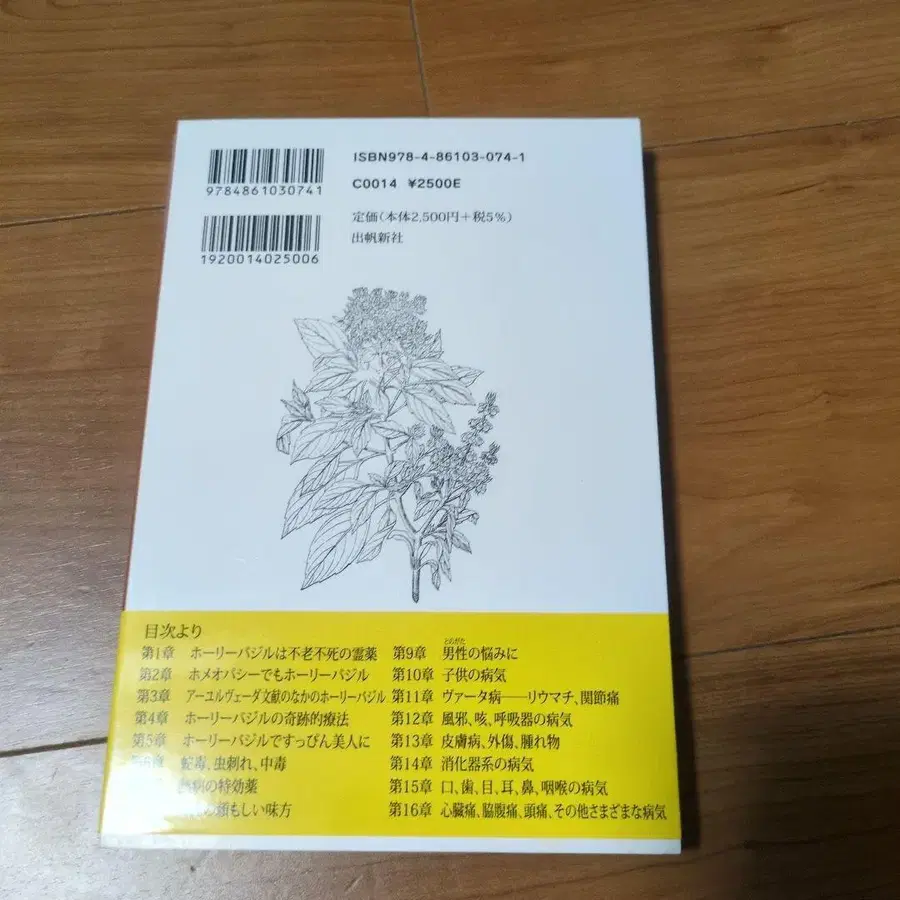 ISBN978-4-86103-074-1
9784861030741
C0014 ¥2500E
定価(本体2,500円+税5%)
出帆新社
1920014025006
目次より
第1章 ホーリーバジルは不老不死の霊薬
第2章 ホメオパシーでもホーリーバジル
第3章 アーユルヴェーダ文献のなかのホーリーバジル
第4章 ホーリーバジルの奇跡的療法
第5章 ホーリーバジルですっぴん美人に
第6章 蛇毒、虫刺れ、中毒
病の特効薬
の頼もしい味方
とのがた
第9章 男性の悩みに
第10章 子供の病気
第11章 ヴァータ病──リウマチ、関節痛
第12章 風邪、咳、呼吸器の病気
第13章 皮膚病、外傷、腫れ物
第14章 消化器系の病気
第15章 口、歯、目、耳、鼻、咽喉の病気
第16章 心臓痛、脇腹痛、頭痛、その他さまざまな病気